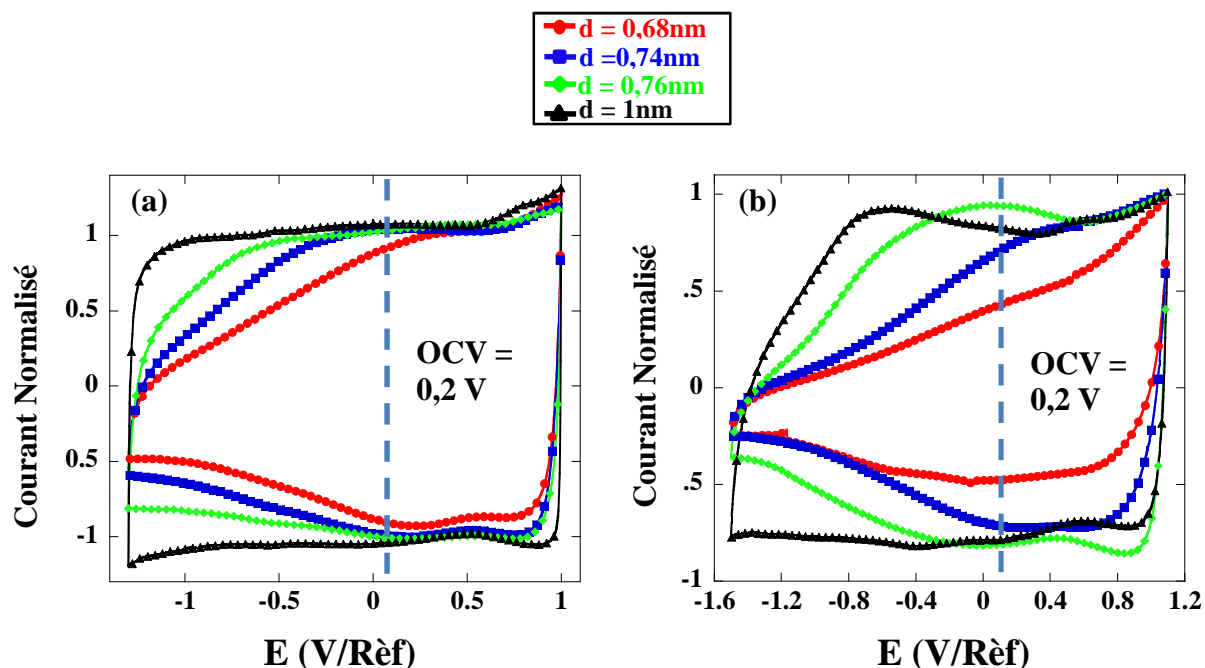 d = 0,68nm
d =0,74nm
d = 0,76nm
d = 1nm
(a)
1
0.5
0
0.5
-1
Courant Normalisé
OCV =
0,2 V
-1
-0.5
0
0.5
1
E (V/Rèf)
(b)
1
.5
0
.5
-1
Courant Normalisé
OCV =
0,2 V
-1.6
-1.2
-0.8
-0.4
0
0.4
0.8
1.2
E (V/Rèf)